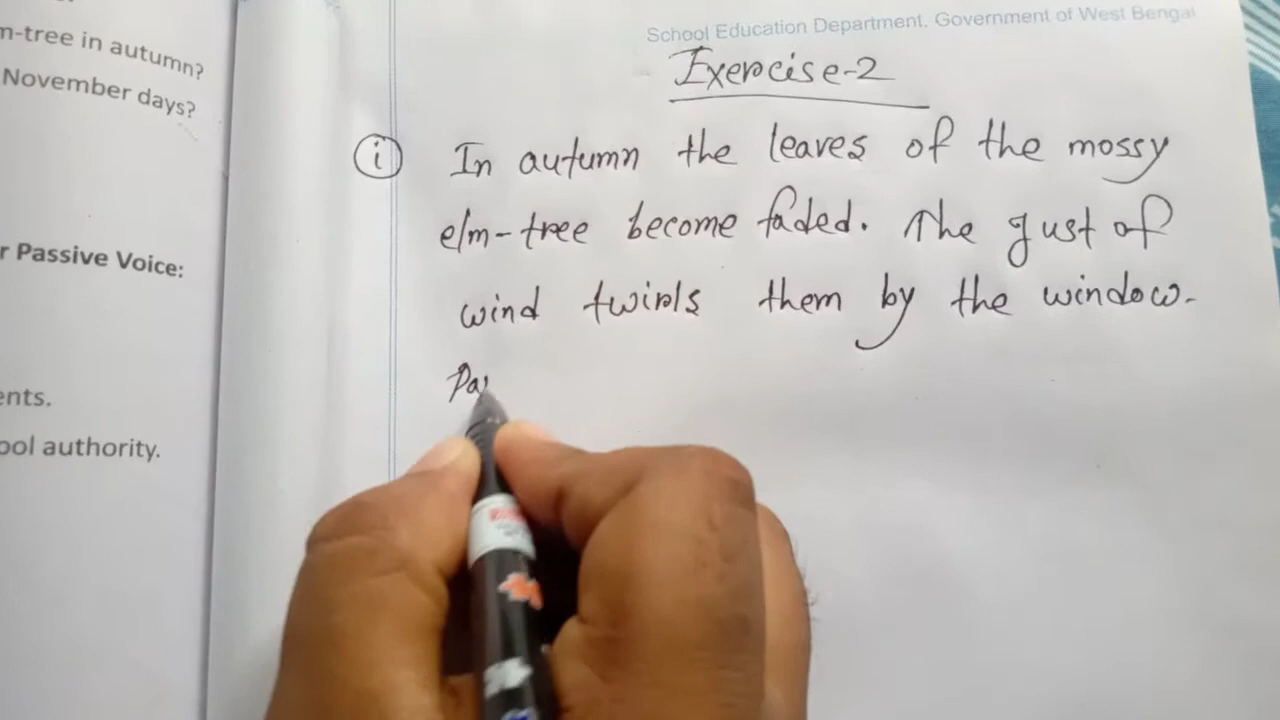 m-tree in autumn?
November days?
r Passive Voice:
ents.
ool authority.
School Education Department. Government of West Bengal
Exercise-2
i In autumn the leaves of the mossy
elm-tree become faded. The gust of
wind twirls them by the window.
Pa